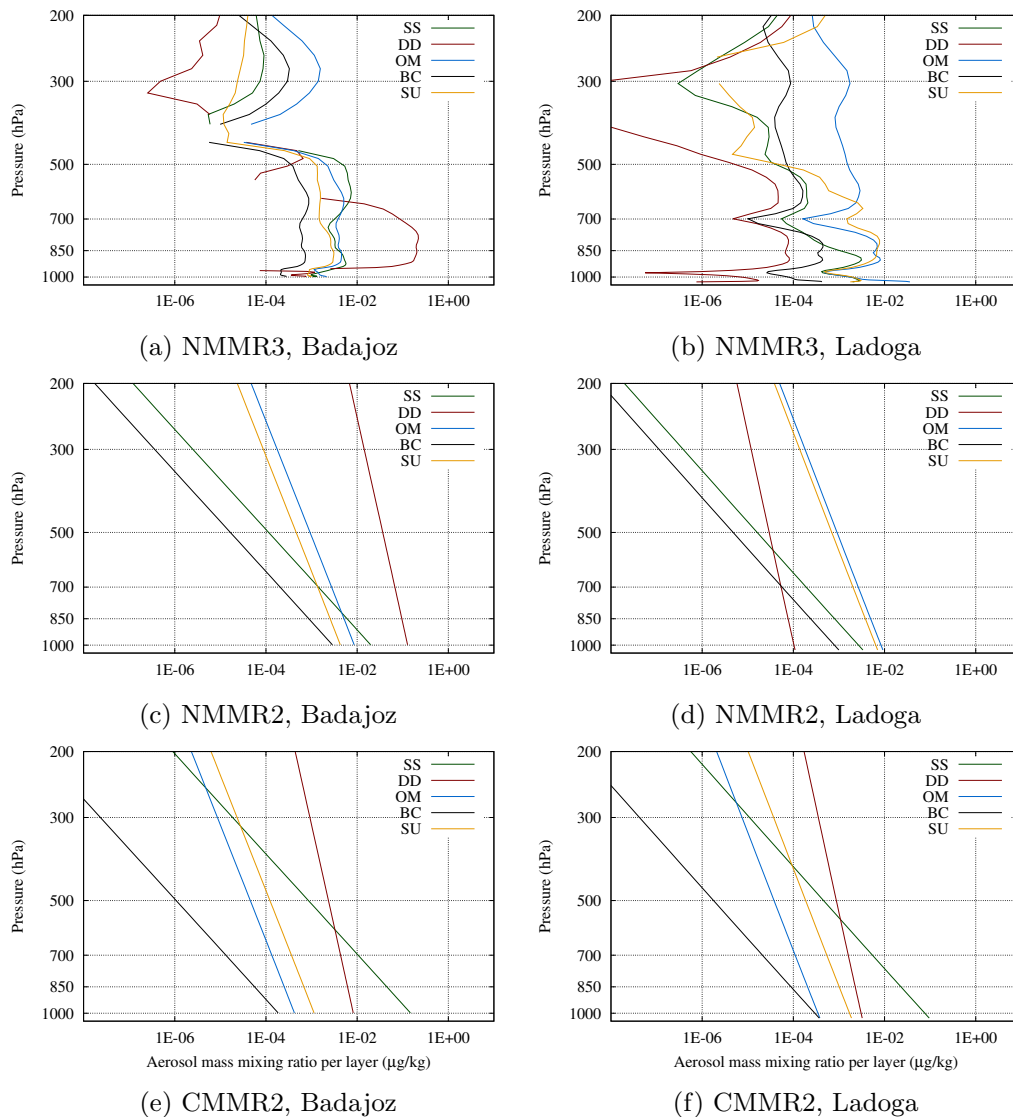 200
300
500
700
850
1000
Pressure (hPa)
1E-06 1E-04 1E-02 1E+00
SS
DD
OM
BC
SU
(a) NMMR3, Badajoz
200
300
500
700
850
1000
Pressure (hPa)
1E-06 1E-04 1E-02 1E+00
SS
DD
OM
BC
SU
(b) NMMR3, Ladoga
200
300
500
700
850
1000
Pressure (hPa)
1E-06 1E-04 1E-02 1E+00
SS
DD
OM
BC
SU
(c) NMMR2, Badajoz
200
300
500
700
850
1000
Pressure (hPa)
1E-06 1E-04 1E-02 1E+00
SS
DD
OM
BC
SU
(d) NMMR2, Ladoga
200
300
500
700
850
1000
Pressure (hPa)
1E-06 1E-04 1E-02 1E+00
Aerosol mass mixing ratio per layer (μg/kg)
SS
DD
OM
BC
SU
(e) CMMR2, Badajoz
200
300
500
700
850
1000
Pressure (hPa)
1E-06 1E-04 1E-02 1E+00
Aerosol mass mixing ratio per layer (μg/kg)
SS
DD
OM
BC
SU
(f) CMMR2, Ladoga